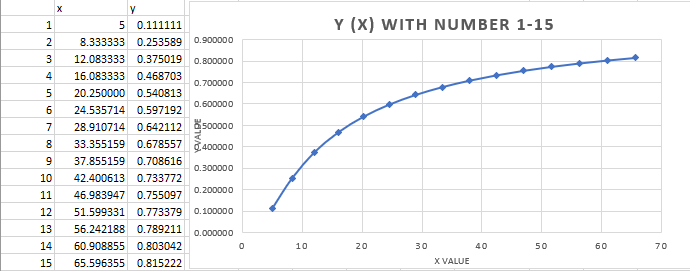 x y
1 5 0.111111
2 8.333333 0.253589
3 12.083333 0.375019
4 16.083333 0.468703
5 20.250000 0.540813
6 24.535714 0.597192
7 28.910714 0.642112
8 33.355159 0.678557
9 37.855159 0.708616
10 42.400613 0.733772
11 46.983947 0.755097
12 51.599331 0.773379
13 56.242188 0.789211
14 60.908855 0.803042
15 65.596355 0.815222
Y (X) WITH NUMBER 1-15
0.900000
0.800000
0.700000
0.600000
0.500000
0.400000
0.300000
0.200000
0.100000
0.000000
Y VALUE
0 10 20 30 40 50 60 70
X VALUE